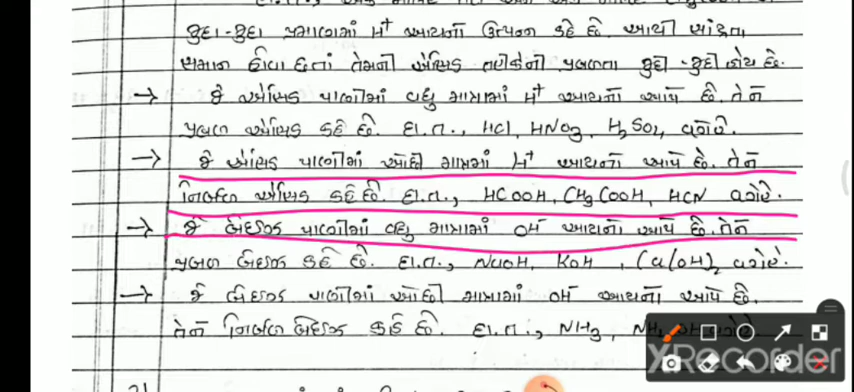 જુદા-જુદા પ્રમાણમાં H⁺ આયનો ઉત્પન્ન કરે છે. આથી સાંદ્રતા
સમાન હોવા છતાં તેમની એસિડ તરીકેની પ્રબળતા જુદી-જુદી હોય છે.
→ જે એસિડ પાણીમાં વધુ માત્રામાં H⁺ આયનો આપે છે. તેને
પ્રબળ એસિડ કહે છે. દા.ત., HCl, HNO₃, H₂SO₄ વગેરે.
→ જે એસિડ પાણીમાં ઓછી માત્રામાં H⁺ આયનો આપે છે. તેને
નિર્બળ એસિડ કહે છે. દા.ત., HCOOH, CH₃COOH, HCN વગેરે.
→ જે બેઇઝ પાણીમાં વધુ માત્રામાં OH⁻ આયનો આપે છે. તેને
પ્રબળ બેઇઝ કહે છે. દા.ત., NaOH, KOH, Ca(OH)₂ વગેરે.
→ જે બેઇઝ પાણીમાં ઓછી માત્રામાં OH⁻ આયનો આપે છે.
તેને નિર્બળ બેઇઝ કહે છે. દા.ત., NH₃,
XRecorder